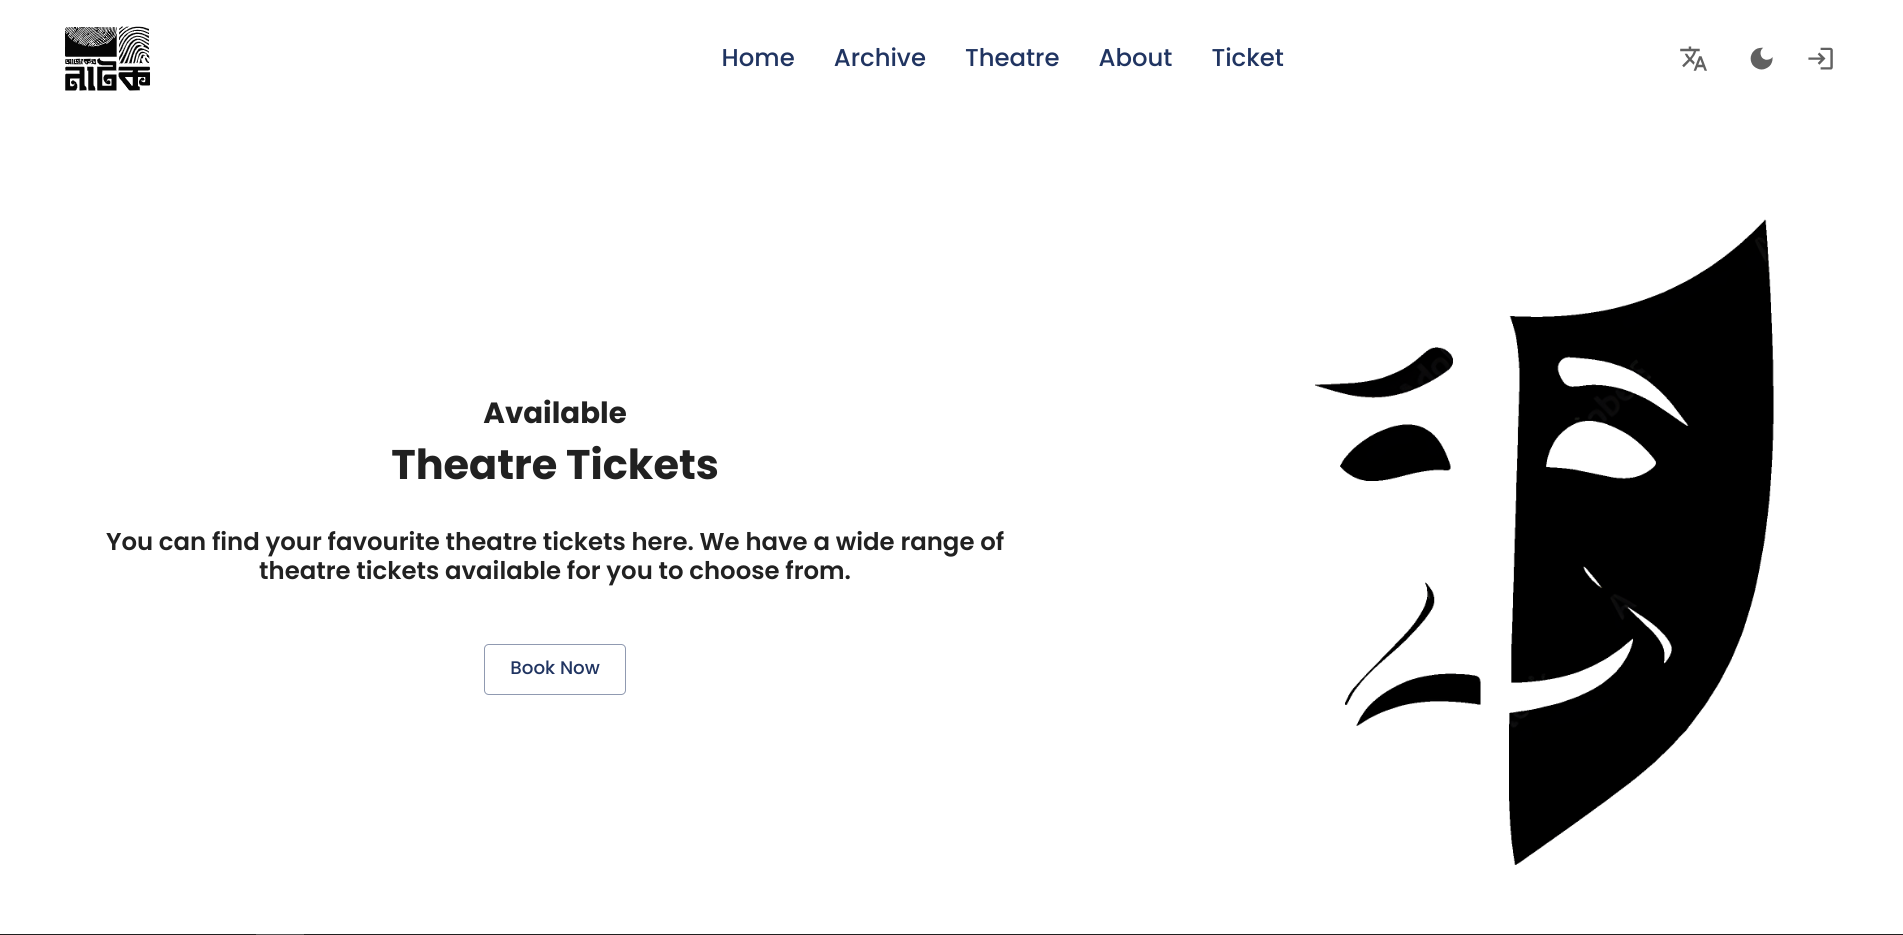 নাটক
Home Archive Theatre About Ticket
Available
Theatre Tickets
You can find your favourite theatre tickets here. We have a wide range of
theatre tickets available for you to choose from.
Book Now